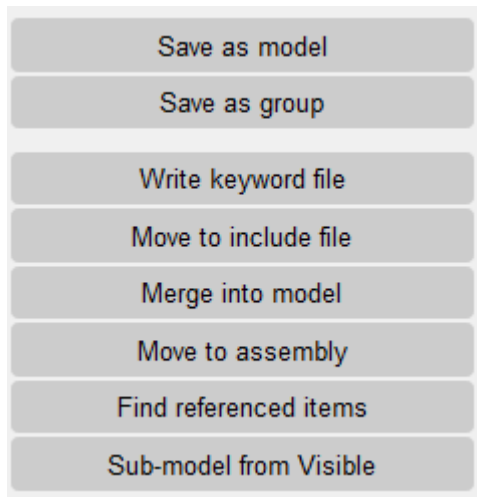 Save as model
Save as group
Write keyword file
Move to include file
Merge into model
Move to assembly
Find referenced items
Sub-model from Visible